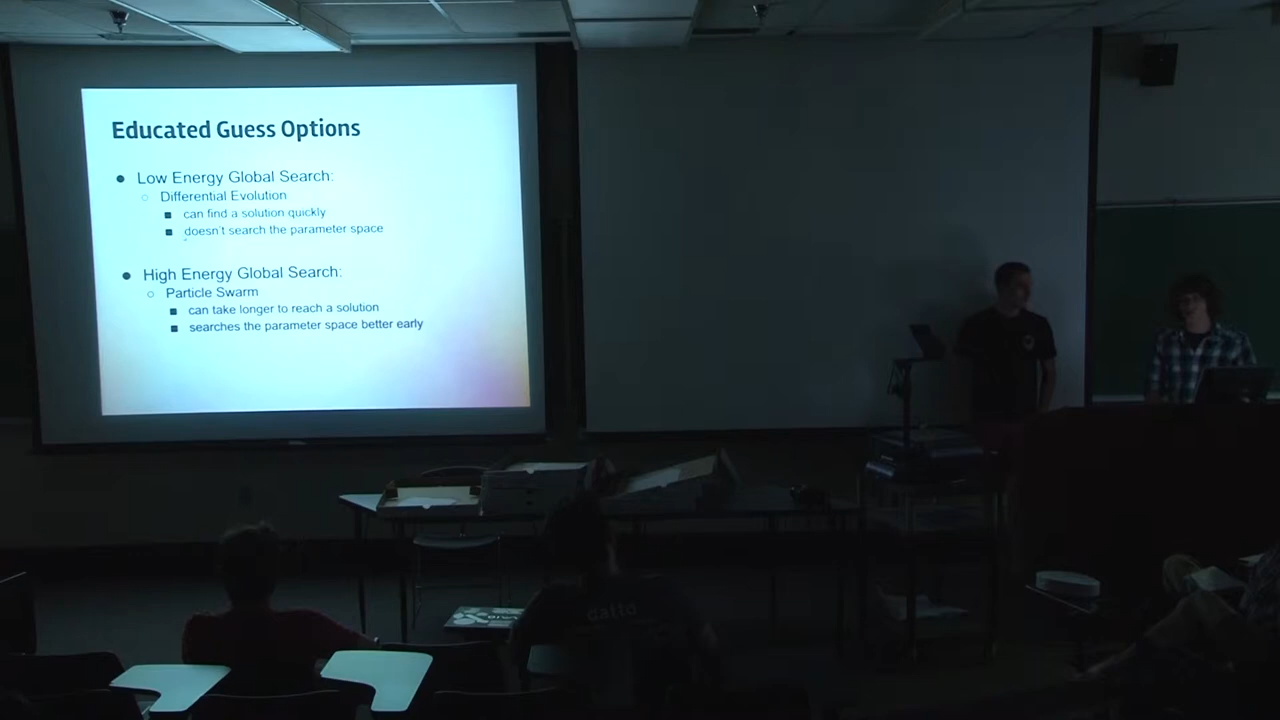 Educated Guess Options
● Low Energy Global Search:
○ Differential Evolution
■ can find a solution quickly
■ doesn't search the parameter space
● High Energy Global Search:
○ Particle Swarm
■ can take longer to reach a solution
■ searches the parameter space better early
datto